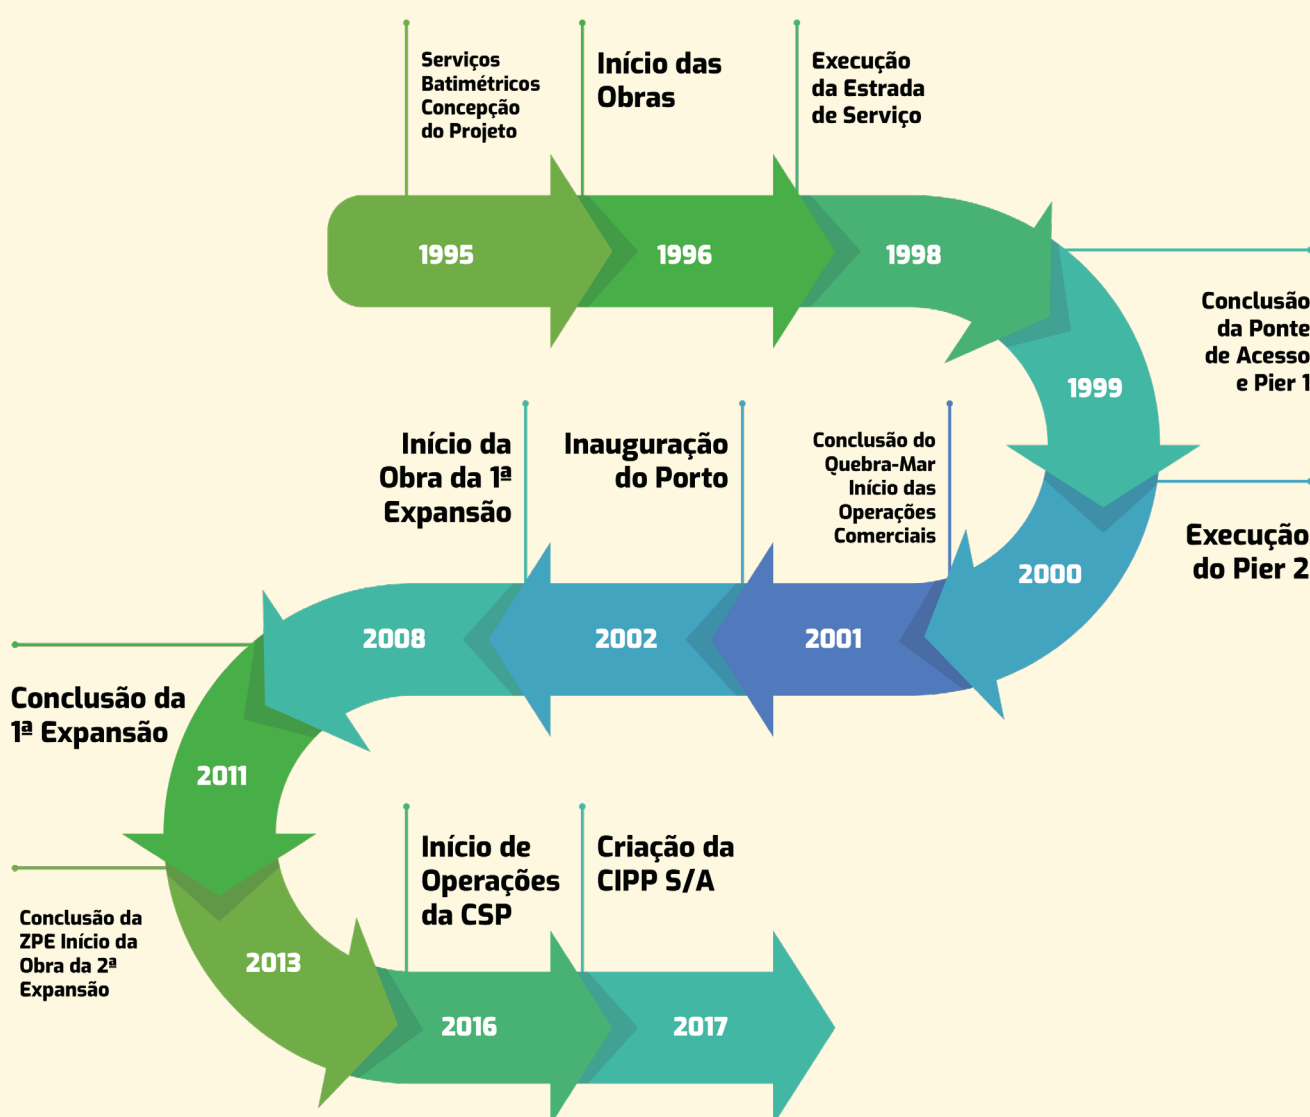 Serviços
Batimétricos
Concepção
do Projeto
Início das
Obras
Execução
da Estrada
de Serviço
1995
1996
1998
Conclusão
da Ponte
de Acesso
e Pier 1
1999
Execução
do Pier 2
2000
Conclusão do
Quebra-Mar
Início das
Operações
Comerciais
2001
Inauguração
do Porto
2002
Início da
Obra da 1ª
Expansão
2008
Conclusão da
1ª Expansão
2011
Conclusão da
ZPE Início da
Obra da 2ª
Expansão
2013
Início de
Operações
da CSP
2016
Criação da
CIPP S/A
2017